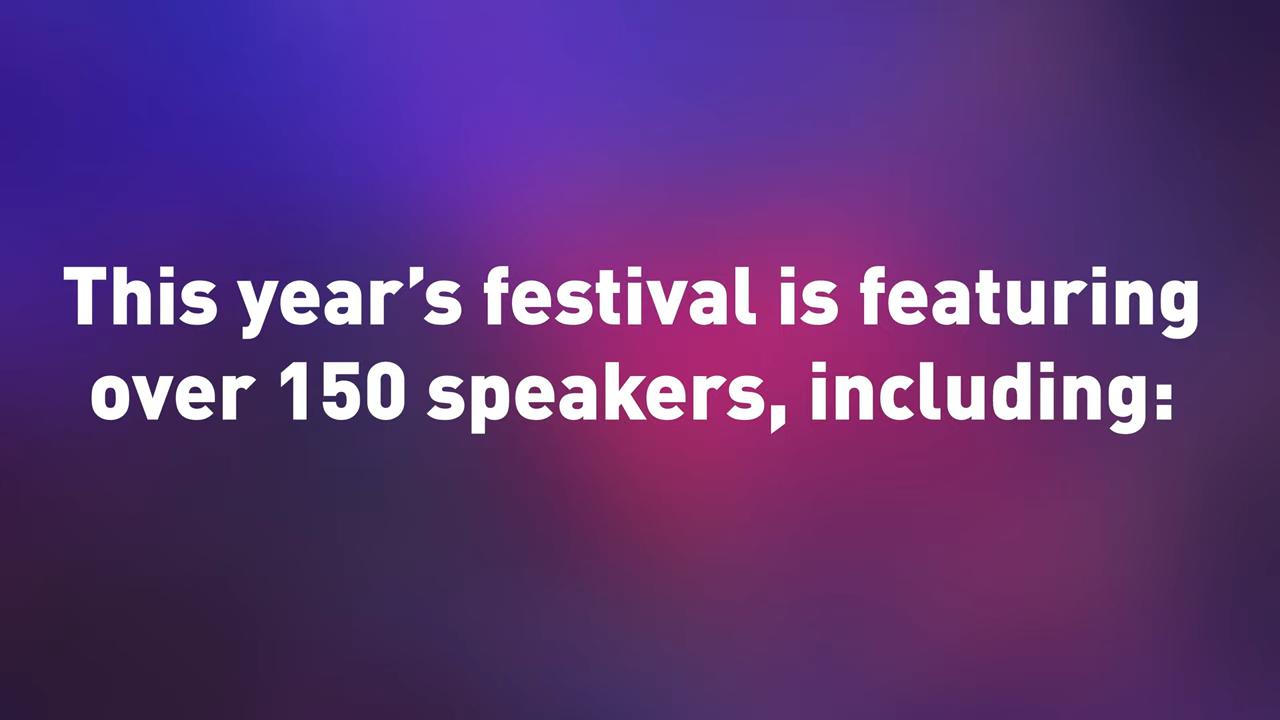 This year’s festival is featuring
over 150 speakers, including: